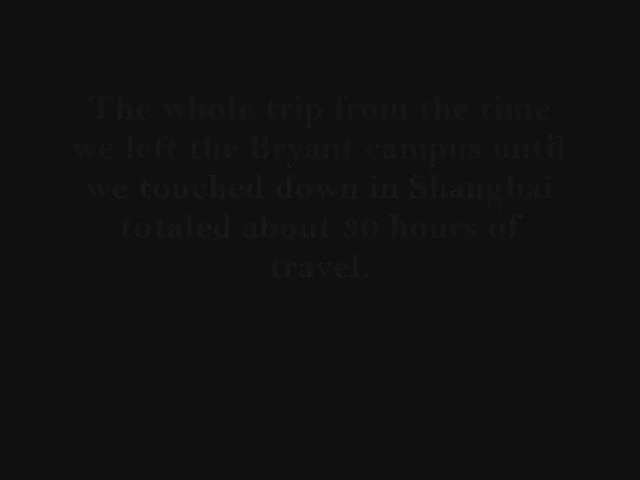 The whole trip from the time
we left the Bryant campus until
we touched down in Shanghai
totaled about 30 hours of
travel.